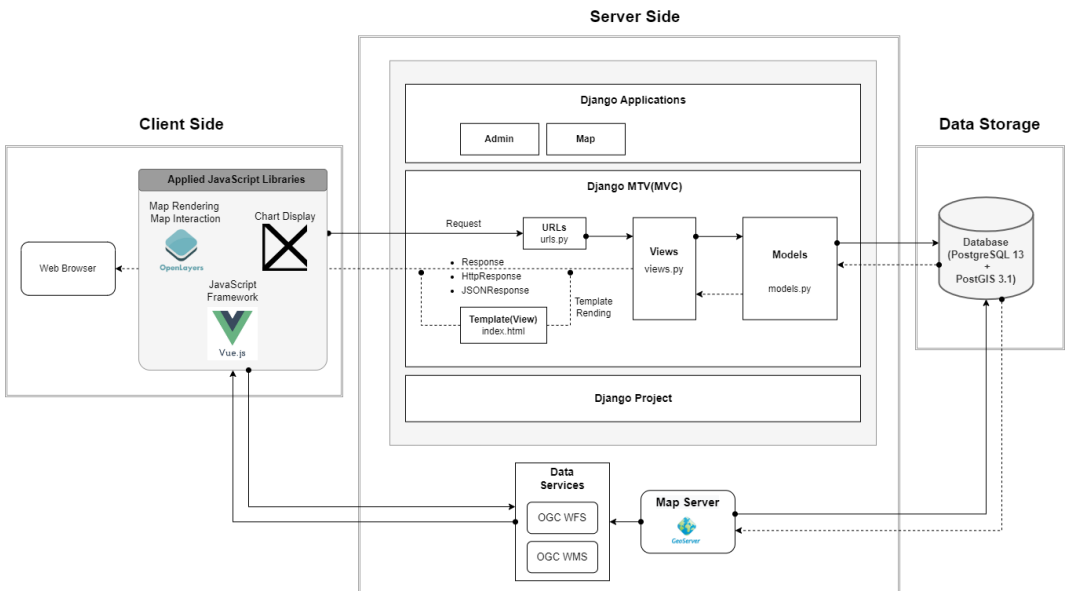 Server Side
Client Side
Data Storage
Django Applications
Admin
Map
Applied JavaScript Libraries
Map Rendering
Map Interaction
OpenLayers
Chart Display
JavaScript
Framework
Vue.js
Web Browser
Django MTV(MVC)
Request
URLs
urls.py
Response
HttpResponse
JSONResponse
Template(View)
index.html
Template
Rending
Views
views.py
Models
models.py
Database
(PostgreSQL 13
+
PostGIS 3.1)
Django Project
Data
Services
OGC WFS
OGC WMS
Map Server
GeoServer